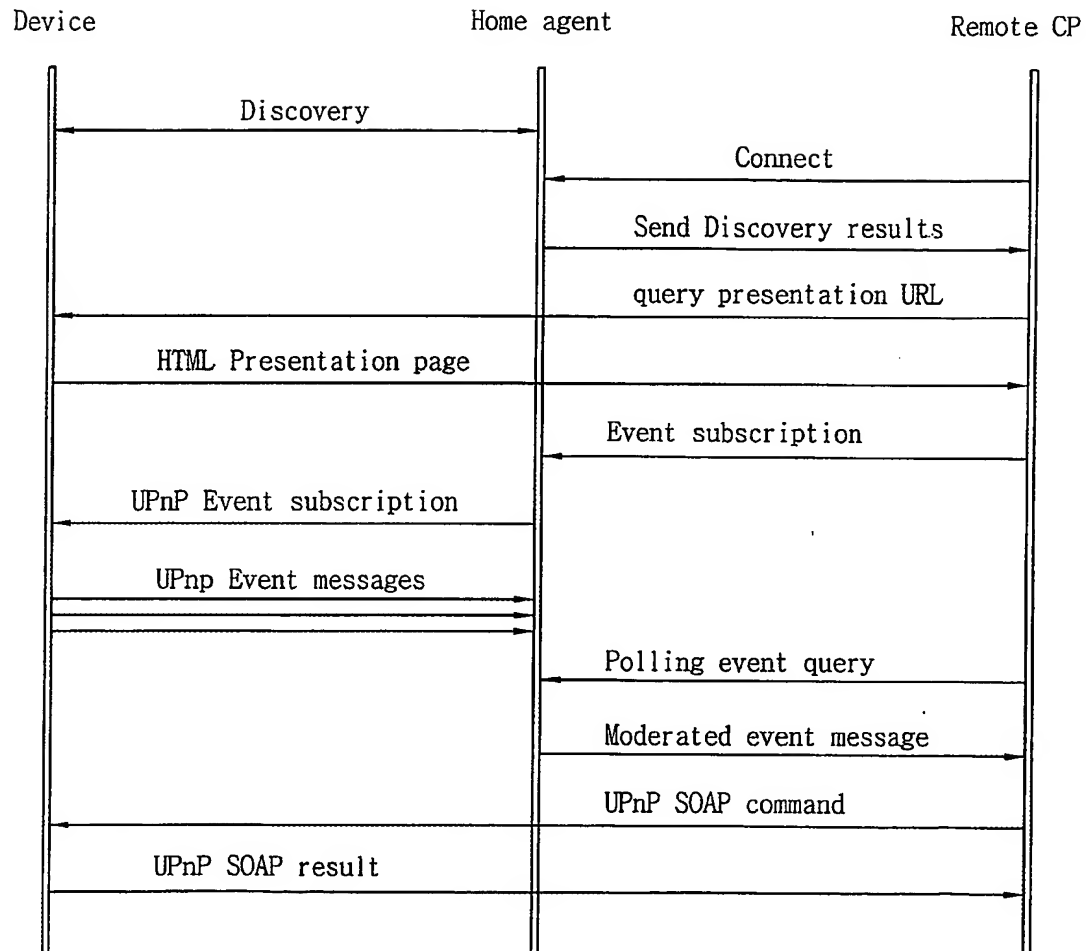 Device
Home agent
Remote CP
Discovery
Connect
Send Discovery results
query presentation URL
HTML Presentation page
Event subscription
UPnP Event subscription
UPnp Event messages
Polling event query
Moderated event message
UPnP SOAP command
UPnP SOAP result